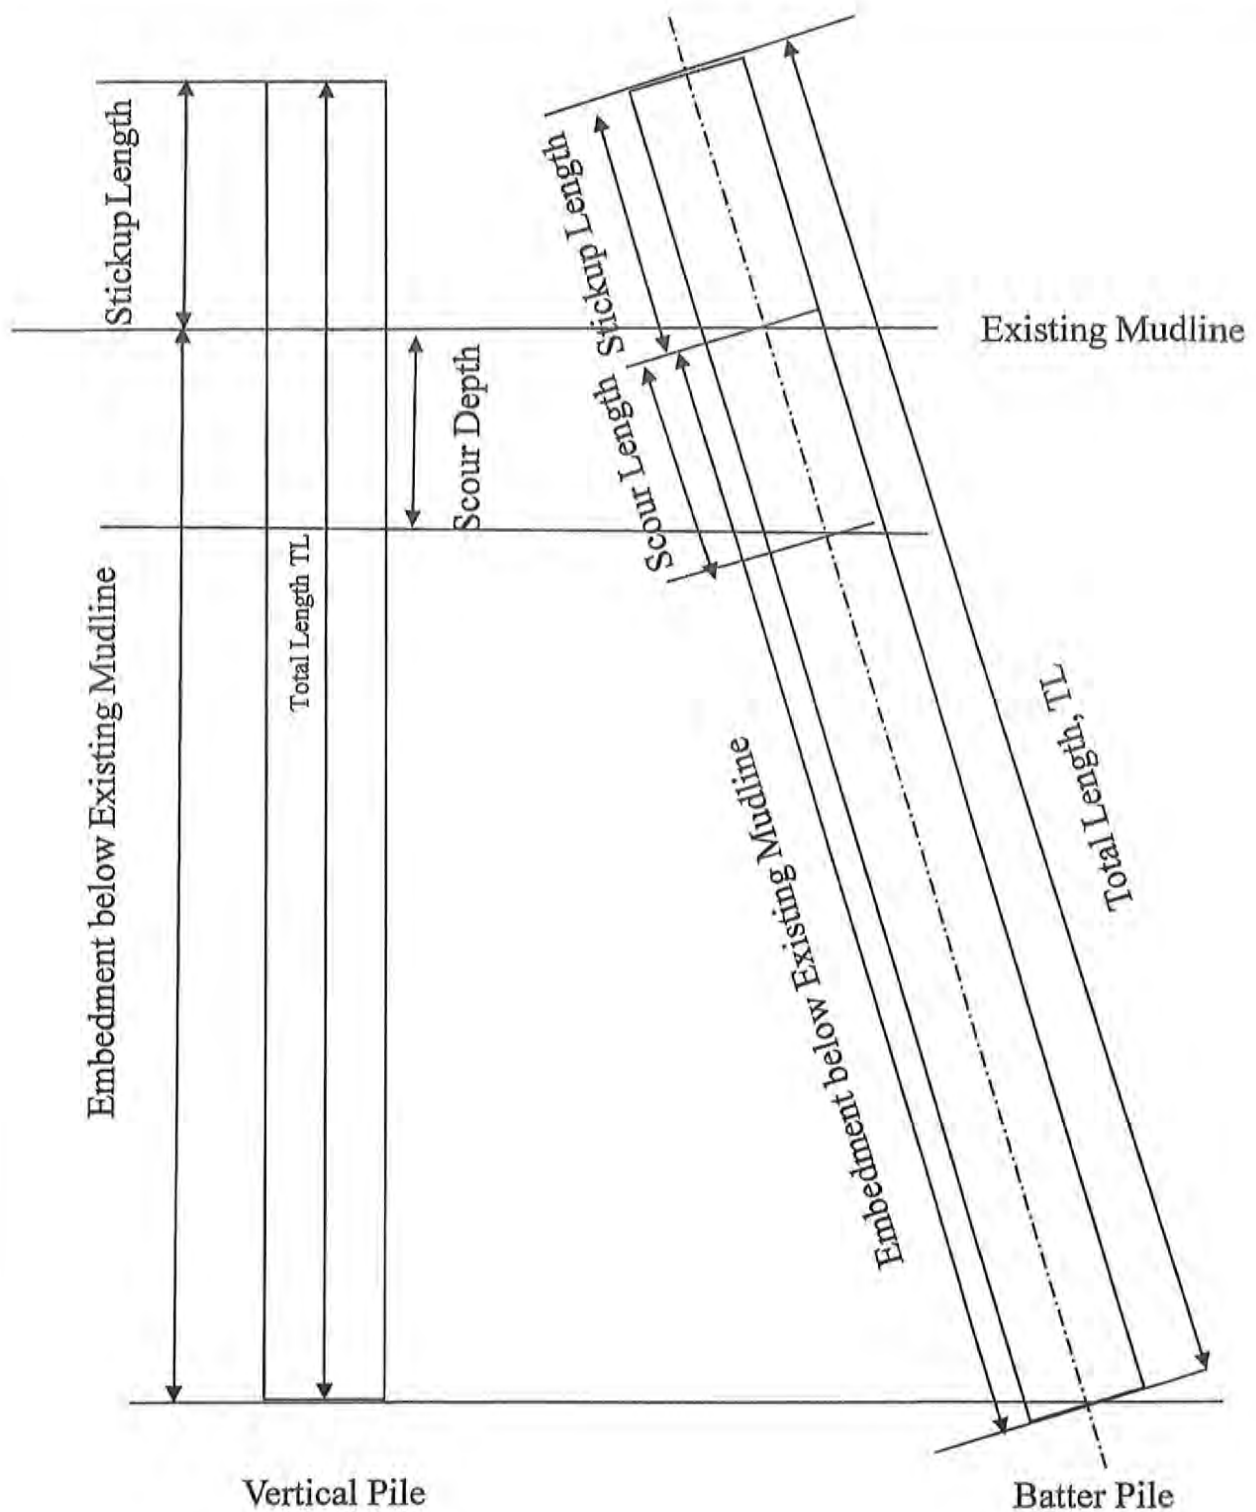 Stickup Length
Existing Mudline
Scour Depth
Stickup Length
Scour Length
Total Length TL
Embedment below Existing Mudline
Total Length, TL
Embedment below Existing Mudline
Vertical Pile
Batter Pile